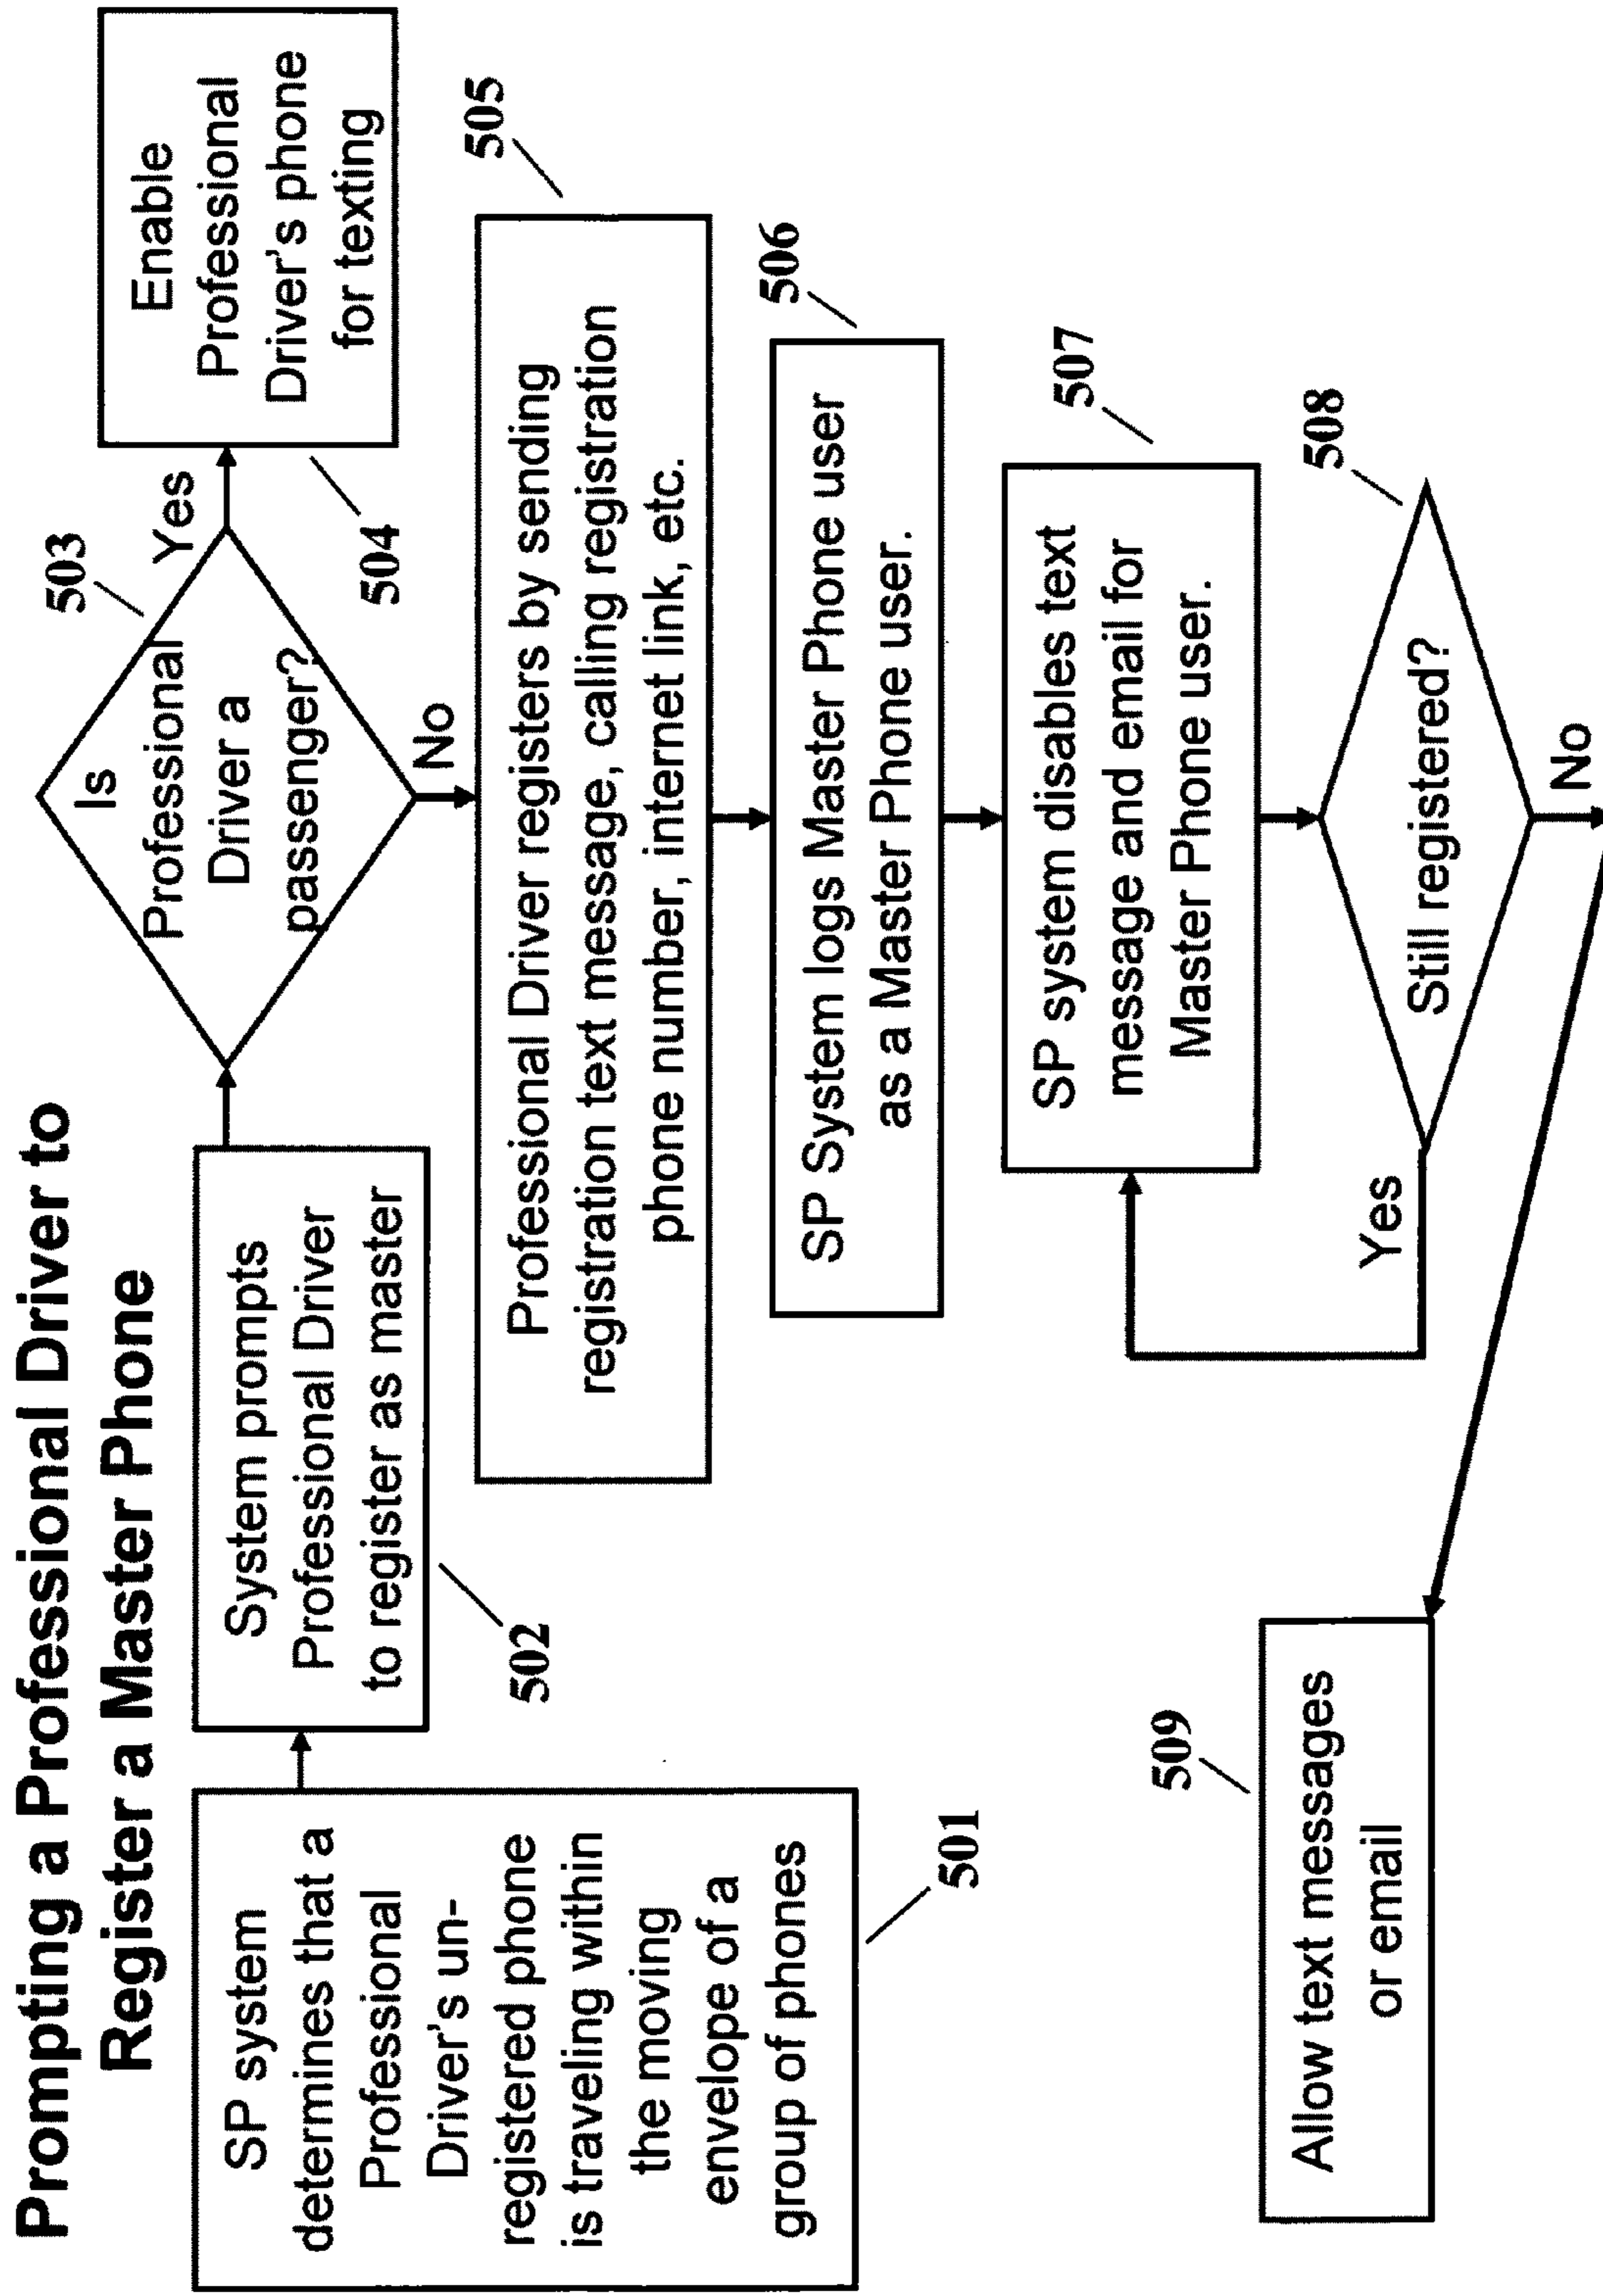 Prompting a Professional Driver to
Register a Master Phone
SP system
determines that a
Professional
Driver's un-
registered phone
is traveling within
the moving
envelope of a
group of phones
501
System prompts
Professional Driver
to register as master
502
Is
Professional
Driver a
passenger?
503
Yes
Enable
Professional
Driver's phone
for texting
504
No
Professional Driver registers by sending
registration text message, calling registration
phone number, internet link, etc.
505
SP System logs Master Phone user
as a Master Phone user.
506
SP system disables text
message and email for
Master Phone user.
507
Still registered?
508
Yes
No
Allow text messages
or email
509